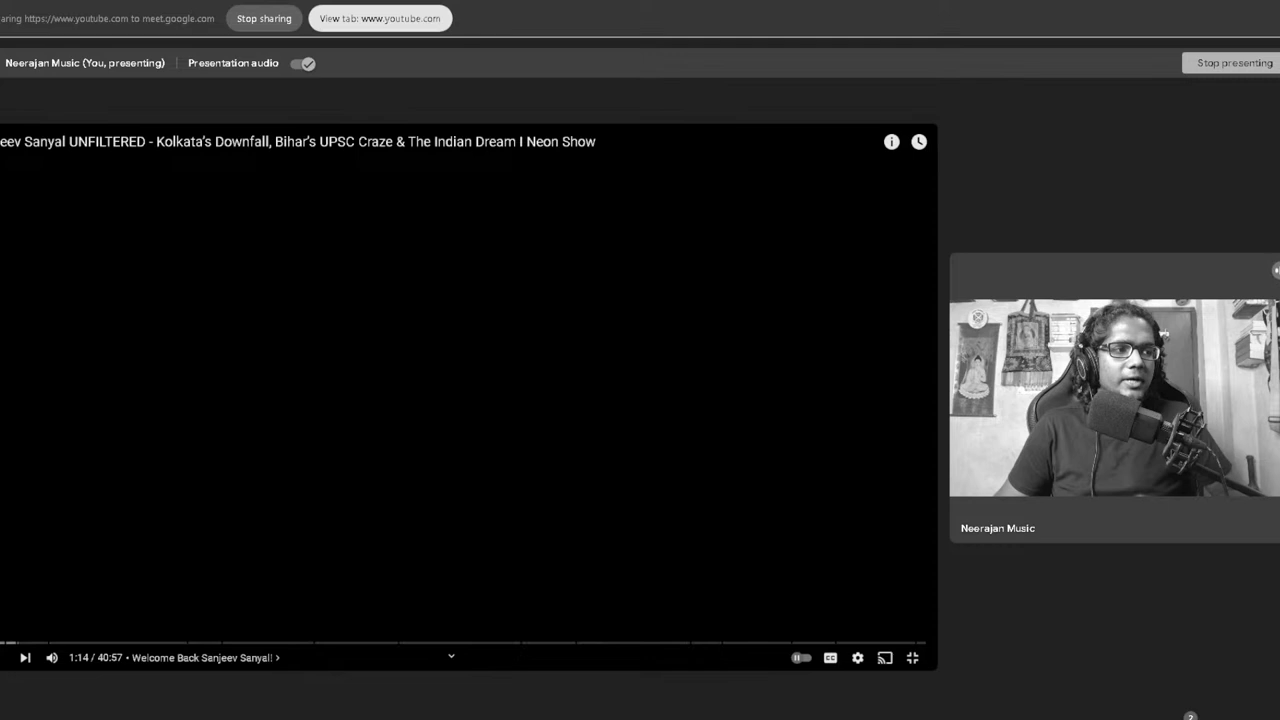 aring https://www.youtube.com to meet.google.com
Stop sharing
View tab: www.youtube.com
Neerajan Music (You, presenting)
Presentation audio
Stop presenting
eev Sanyal UNFILTERED - Kolkata's Downfall, Bihar's UPSC Craze & The Indian Dream I Neon Show
Neerajan Music
1:14 / 40:57 • Welcome Back Sanjeev Sanyal! ›
CC
2